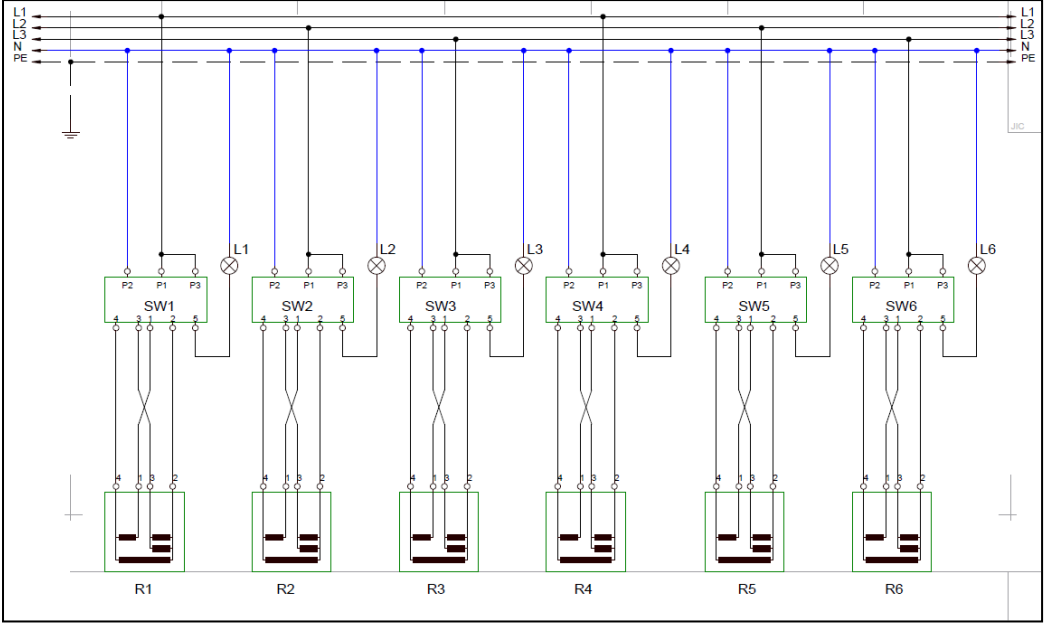 L1 L1
L2 L2
L3 L3
N N
PE PE
JIC
L1 L2 L3 L4 L5 L6
P2 P1 P3 P2 P1 P3 P2 P1 P3 P2 P1 P3 P2 P1 P3 P2 P1 P3
SW1 SW2 SW3 SW4 SW5 SW6
4 3 1 2 5 4 3 1 2 5 4 3 1 2 5 4 3 1 2 5 4 3 1 2 5 4 3 1 2 5
4 1 3 2 4 1 3 2 4 1 3 2 4 1 3 2 4 1 3 2 4 1 3 2
R1 R2 R3 R4 R5 R6